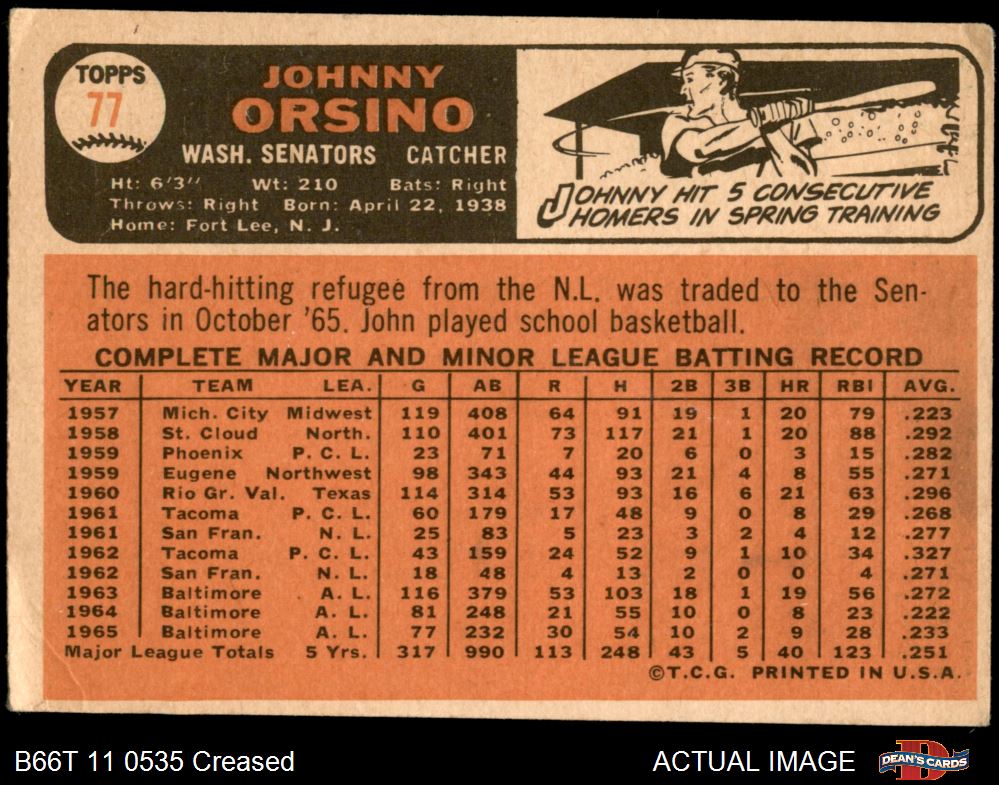 TOPPS
77
JOHNNY
ORSINO
WASH. SENATORS CATCHER
Ht: 6'3" Wt: 210 Bats: Right
Throws: Right Born: April 22, 1938
Home: Fort Lee, N. J.
JOHNNY HIT 5 CONSECUTIVE
HOMERS IN SPRING TRAINING
The hard-hitting refugee from the N.L. was traded to the Sen-
ators in October '65. John played school basketball.
COMPLETE MAJOR AND MINOR LEAGUE BATTING RECORD
YEAR TEAM LEA. G AB R H 2B 3B HR RBI AVG.
1957 Mich. City Midwest 119 408 64 91 19 1 20 79 .223
1958 St. Cloud North. 110 401 73 117 21 1 20 88 .292
1959 Phoenix P. C. L. 23 71 7 20 6 0 3 15 .282
1959 Eugene Northwest 98 343 44 93 21 4 8 55 .271
1960 Rio Gr. Val. Texas 114 314 53 93 16 6 21 63 .296
1961 Tacoma P. C. L. 60 179 17 48 9 0 8 29 .268
1961 San Fran. N. L. 25 83 5 23 3 2 4 12 .277
1962 Tacoma P. C. L. 43 159 24 52 9 1 10 34 .327
1962 San Fran. N. L. 18 48 4 13 2 0 0 4 .271
1963 Baltimore A. L. 116 379 53 103 18 1 19 56 .272
1964 Baltimore A. L. 81 248 21 55 10 0 8 23 .222
1965 Baltimore A. L. 77 232 30 54 10 2 9 28 .233
Major League Totals 5 Yrs. 317 990 113 248 43 5 40 123 .251
©T.C.G. PRINTED IN U.S.A.
B66T 11 0535 Creased ACTUAL IMAGE
DEAN'S CARDS